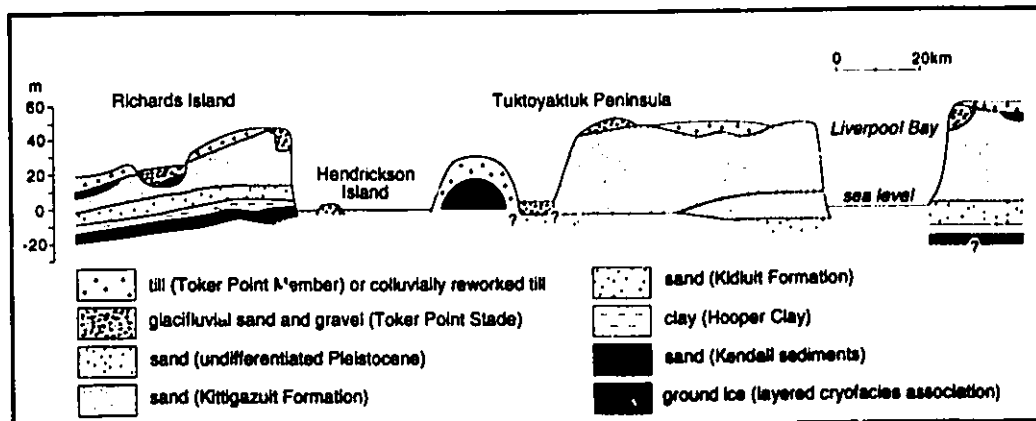 0 20km
m
Richards Island
Tuktoyaktuk Peninsula
60
Liverpool Bay
40
Hendrickson
Island
20
sea level
0
-20
? ?
?
till (Toker Point Member) or colluvially reworked till
glacifluvial sand and gravel (Toker Point Stade)
sand (undifferentiated Pleistocene)
sand (Kittigazuit Formation)
sand (Kidluit Formation)
clay (Hooper Clay)
sand (Kendall sediments)
ground ice (layered cryofacies association)